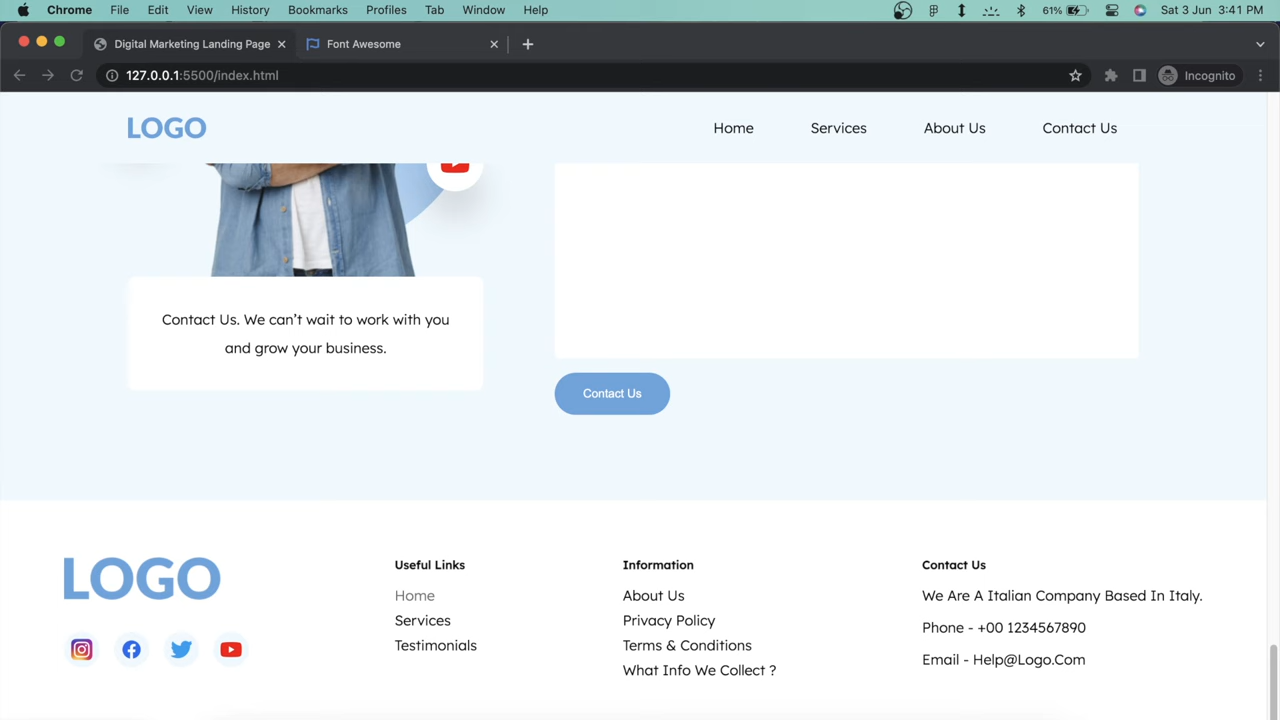 Chrome File Edit View History Bookmarks Profiles Tab Window Help 61% Sat 3 Jun 3:41 PM
Digital Marketing Landing Page Font Awesome
127.0.0.1:5500/index.html Incognito
LOGO Home Services About Us Contact Us
Contact Us. We can’t wait to work with you
and grow your business.
Contact Us
LOGO
Useful Links
Home
Services
Testimonials
Information
About Us
Privacy Policy
Terms & Conditions
What Info We Collect ?
Contact Us
We Are A Italian Company Based In Italy.
Phone - +00 1234567890
Email - Help@Logo.Com